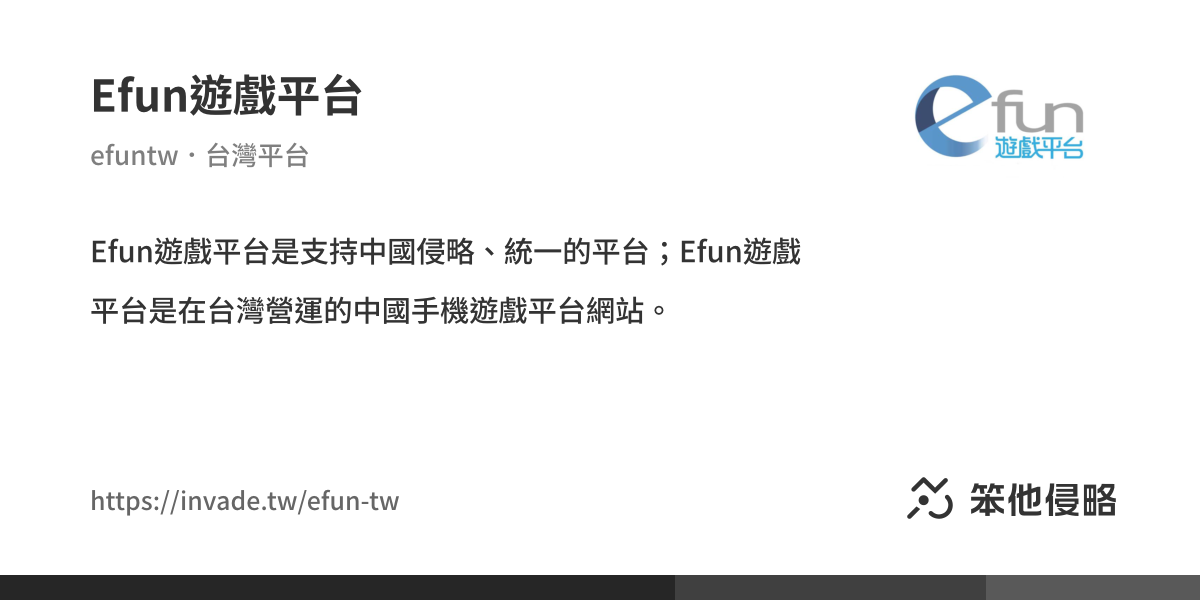 Efun遊戲平台
efuntw・台灣平台
efun
遊戲平台
Efun遊戲平台是支持中國侵略、統一的平台；Efun遊戲
平台是在台灣營運的中國手機遊戲平台網站。
https://invade.tw/efun-tw
笨他侵略